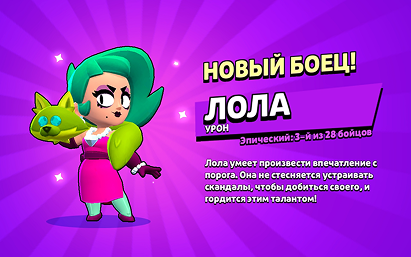 НОВЫЙ БОЕЦ!
ЛОЛА
УРОН
Эпический: 3-й из 28 бойцов
Лола умеет произвести впечатление с
порога. Она не стесняется устраивать
скандалы, чтобы добиться своего, и
гордится этим талантом!